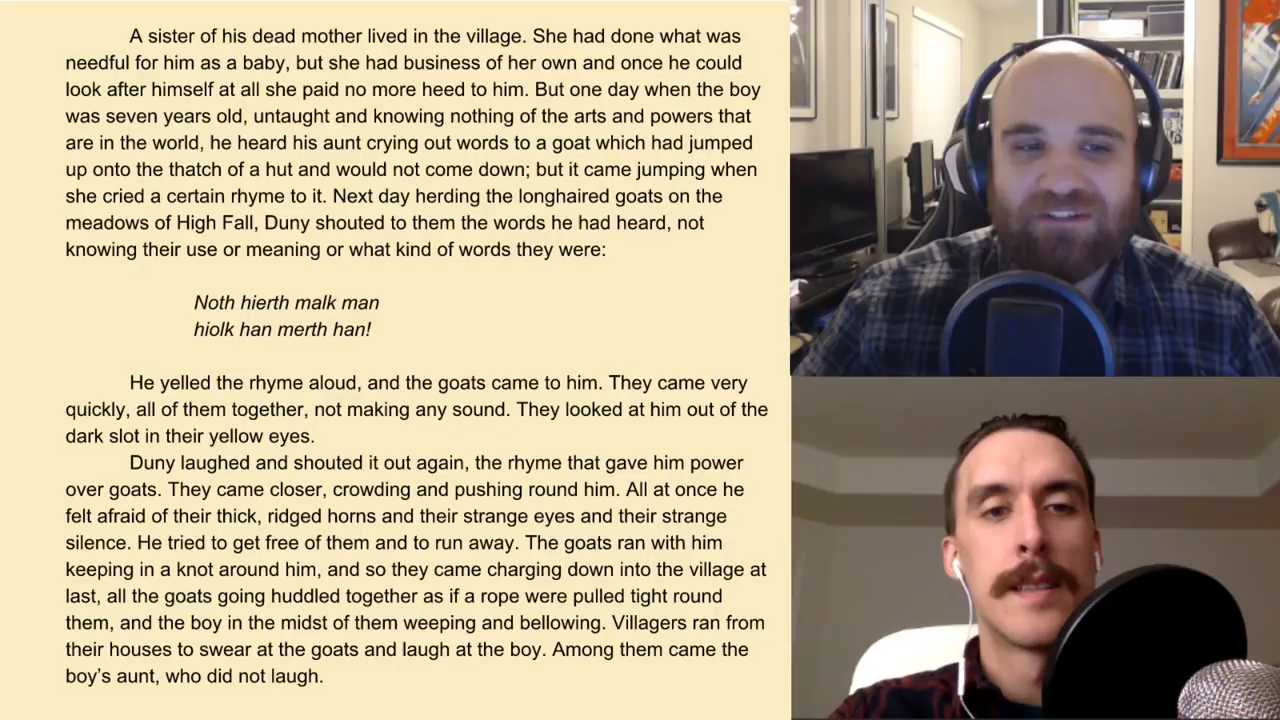 A sister of his dead mother lived in the village. She had done what was
needful for him as a baby, but she had business of her own and once he could
look after himself at all she paid no more heed to him. But one day when the boy
was seven years old, untaught and knowing nothing of the arts and powers that
are in the world, he heard his aunt crying out words to a goat which had jumped
up onto the thatch of a hut and would not come down; but it came jumping when
she cried a certain rhyme to it. Next day herding the longhaired goats on the
meadows of High Fall, Duny shouted to them the words he had heard, not
knowing their use or meaning or what kind of words they were:
Noth hierth malk man
hiolk han merth han!
He yelled the rhyme aloud, and the goats came to him. They came very
quickly, all of them together, not making any sound. They looked at him out of the
dark slot in their yellow eyes.
Duny laughed and shouted it out again, the rhyme that gave him power
over goats. They came closer, crowding and pushing round him. All at once he
felt afraid of their thick, ridged horns and their strange eyes and their strange
silence. He tried to get free of them and to run away. The goats ran with him
keeping in a knot around him, and so they came charging down into the village at
last, all the goats going huddled together as if a rope were pulled tight round
them, and the boy in the midst of them weeping and bellowing. Villagers ran from
their houses to swear at the goats and laugh at the boy. Among them came the
boy’s aunt, who did not laugh.